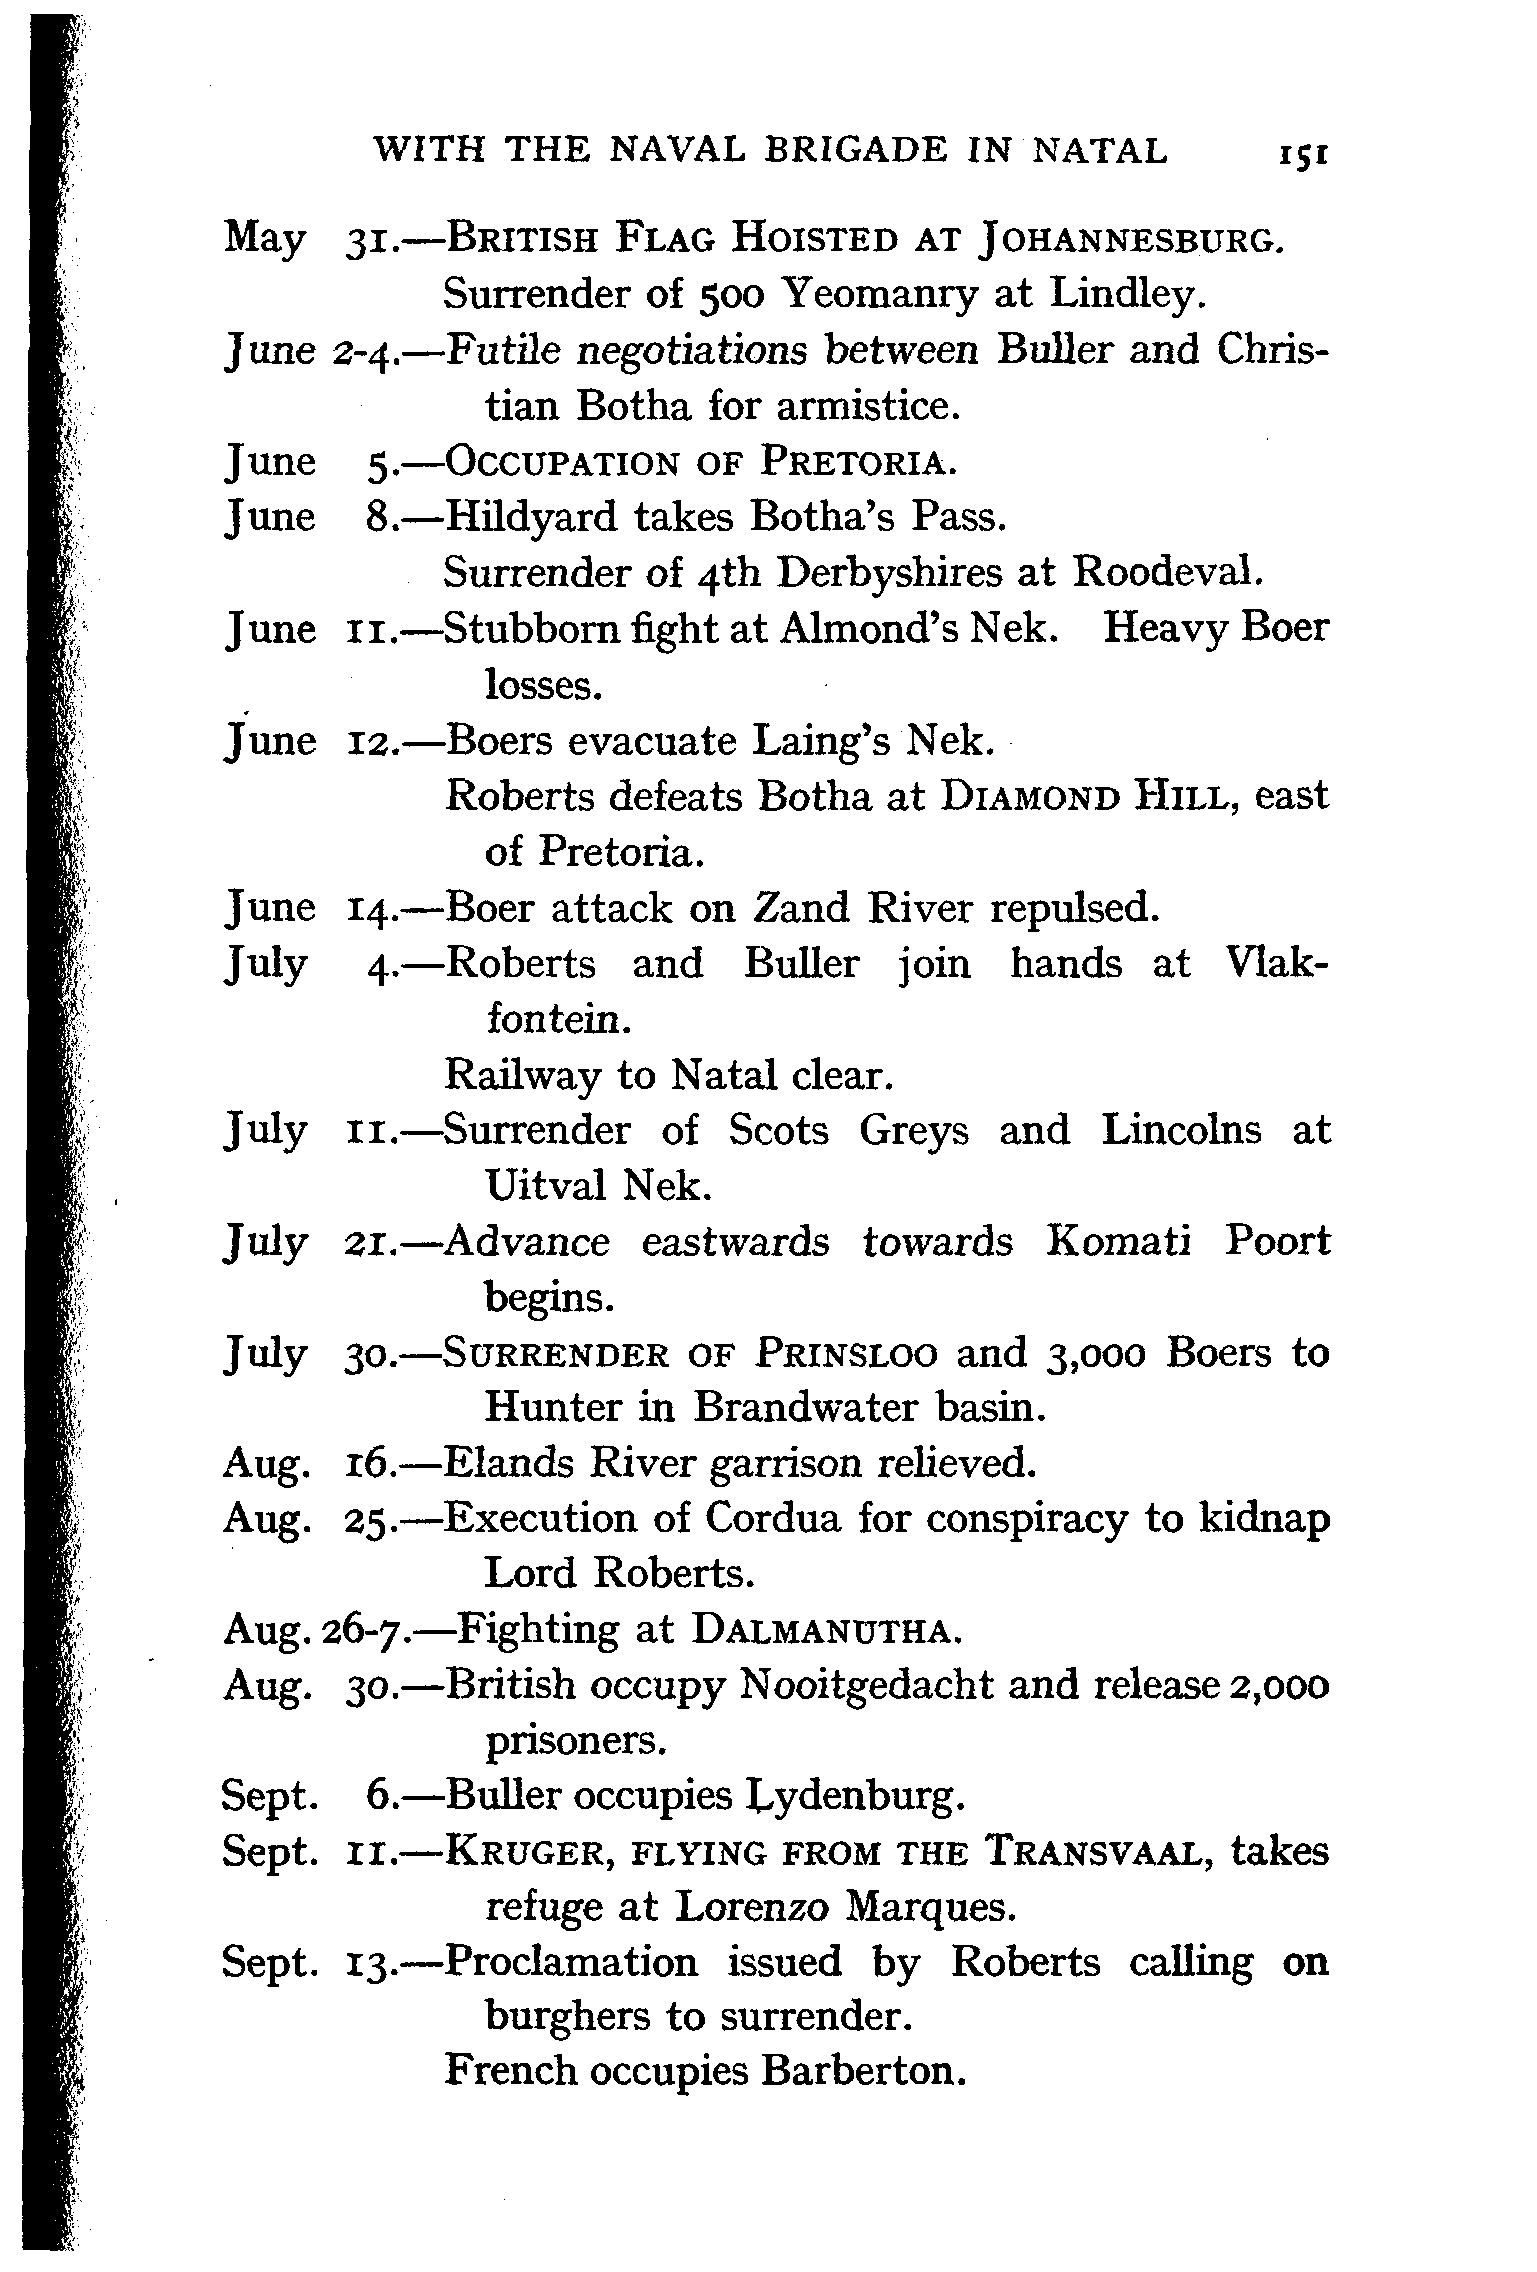 WITH THE NAVAL BRIGADE IN NATAL 151
May 31.—BRITISH FLAG HOISTED AT JOHANNESBURG.
Surrender of 500 Yeomanry at Lindley.
June 2-4.—Futile negotiations between Buller and Chris-
tian Botha for armistice.
June 5.—OCCUPATION OF PRETORIA.
June 8.—Hildyard takes Botha's Pass.
Surrender of 4th Derbyshires at Roodeval.
June 11.—Stubborn fight at Almond's Nek. Heavy Boer
losses.
June 12.—Boers evacuate Laing's Nek.
Roberts defeats Botha at DIAMOND HILL, east
of Pretoria.
June 14.—Boer attack on Zand River repulsed.
July 4.—Roberts and Buller join hands at Vlak-
fontein.
Railway to Natal clear.
July 11.—Surrender of Scots Greys and Lincolns at
Uitval Nek.
July 21.—Advance eastwards towards Komati Poort
begins.
July 30.—SURRENDER OF PRINSLOO and 3,000 Boers to
Hunter in Brandwater basin.
Aug. 16.—Elands River garrison relieved.
Aug. 25.—Execution of Cordua for conspiracy to kidnap
Lord Roberts.
Aug. 26-7.—Fighting at DALMANUTHA.
Aug. 30.—British occupy Nooitgedacht and release 2,000
prisoners.
Sept. 6.—Buller occupies Lydenburg.
Sept. 11.—KRUGER, FLYING FROM THE TRANSVAAL, takes
refuge at Lorenzo Marques.
Sept. 13.—Proclamation issued by Roberts calling on
burghers to surrender.
French occupies Barberton.